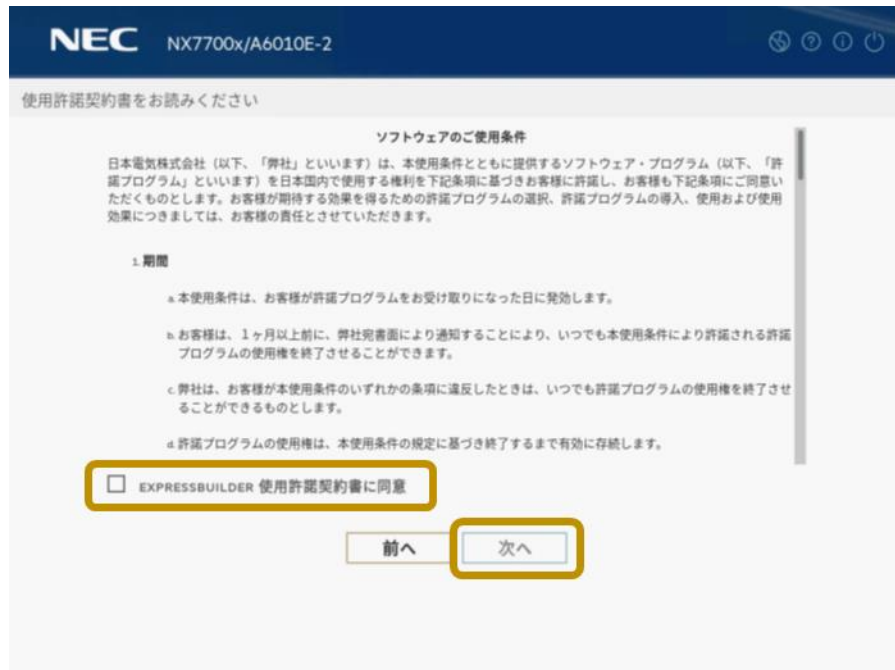 NEC NX7700x/A6010E-2
使用許諾契約書をお読みください
ソフトウェアのご使用条件
日本電気株式会社（以下、「弊社」といいます）は、本使用条件とともに提供するソフトウェア・プログラム（以下、「許
諾プログラム」といいます）を日本国内で使用する権利を下記条項に基づきお客様に許諾し、お客様も下記条項にご同意い
ただくものとします。お客様が期待する効果を得るための許諾プログラムの選択、許諾プログラムの導入、使用および使用
効果につきましては、お客様の責任とさせていただきます。
1. 期間
a. 本使用条件は、お客様が許諾プログラムをお受け取りになった日に発効します。
b. お客様は、１ヶ月以上前に、弊社宛書面により通知することにより、いつでも本使用条件により許諾される許諾
プログラムの使用権を終了させることができます。
c. 弊社は、お客様が本使用条件のいずれかの条項に違反したときは、いつでも許諾プログラムの使用権を終了させ
ることができるものとします。
d. 許諾プログラムの使用権は、本使用条件の規定に基づき終了するまで有効に存続します。
EXPRESSBUILDER 使用許諾契約書に同意
前へ 次へ